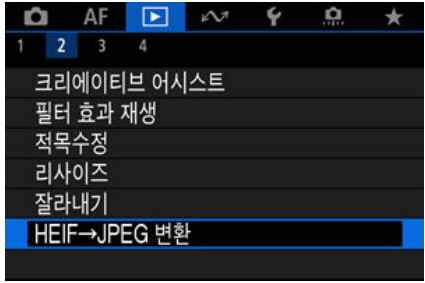 AF
1 2 3 4
크리에이티브 어시스트
필터 효과 재생
적목수정
리사이즈
잘라내기
HEIF→JPEG 변환